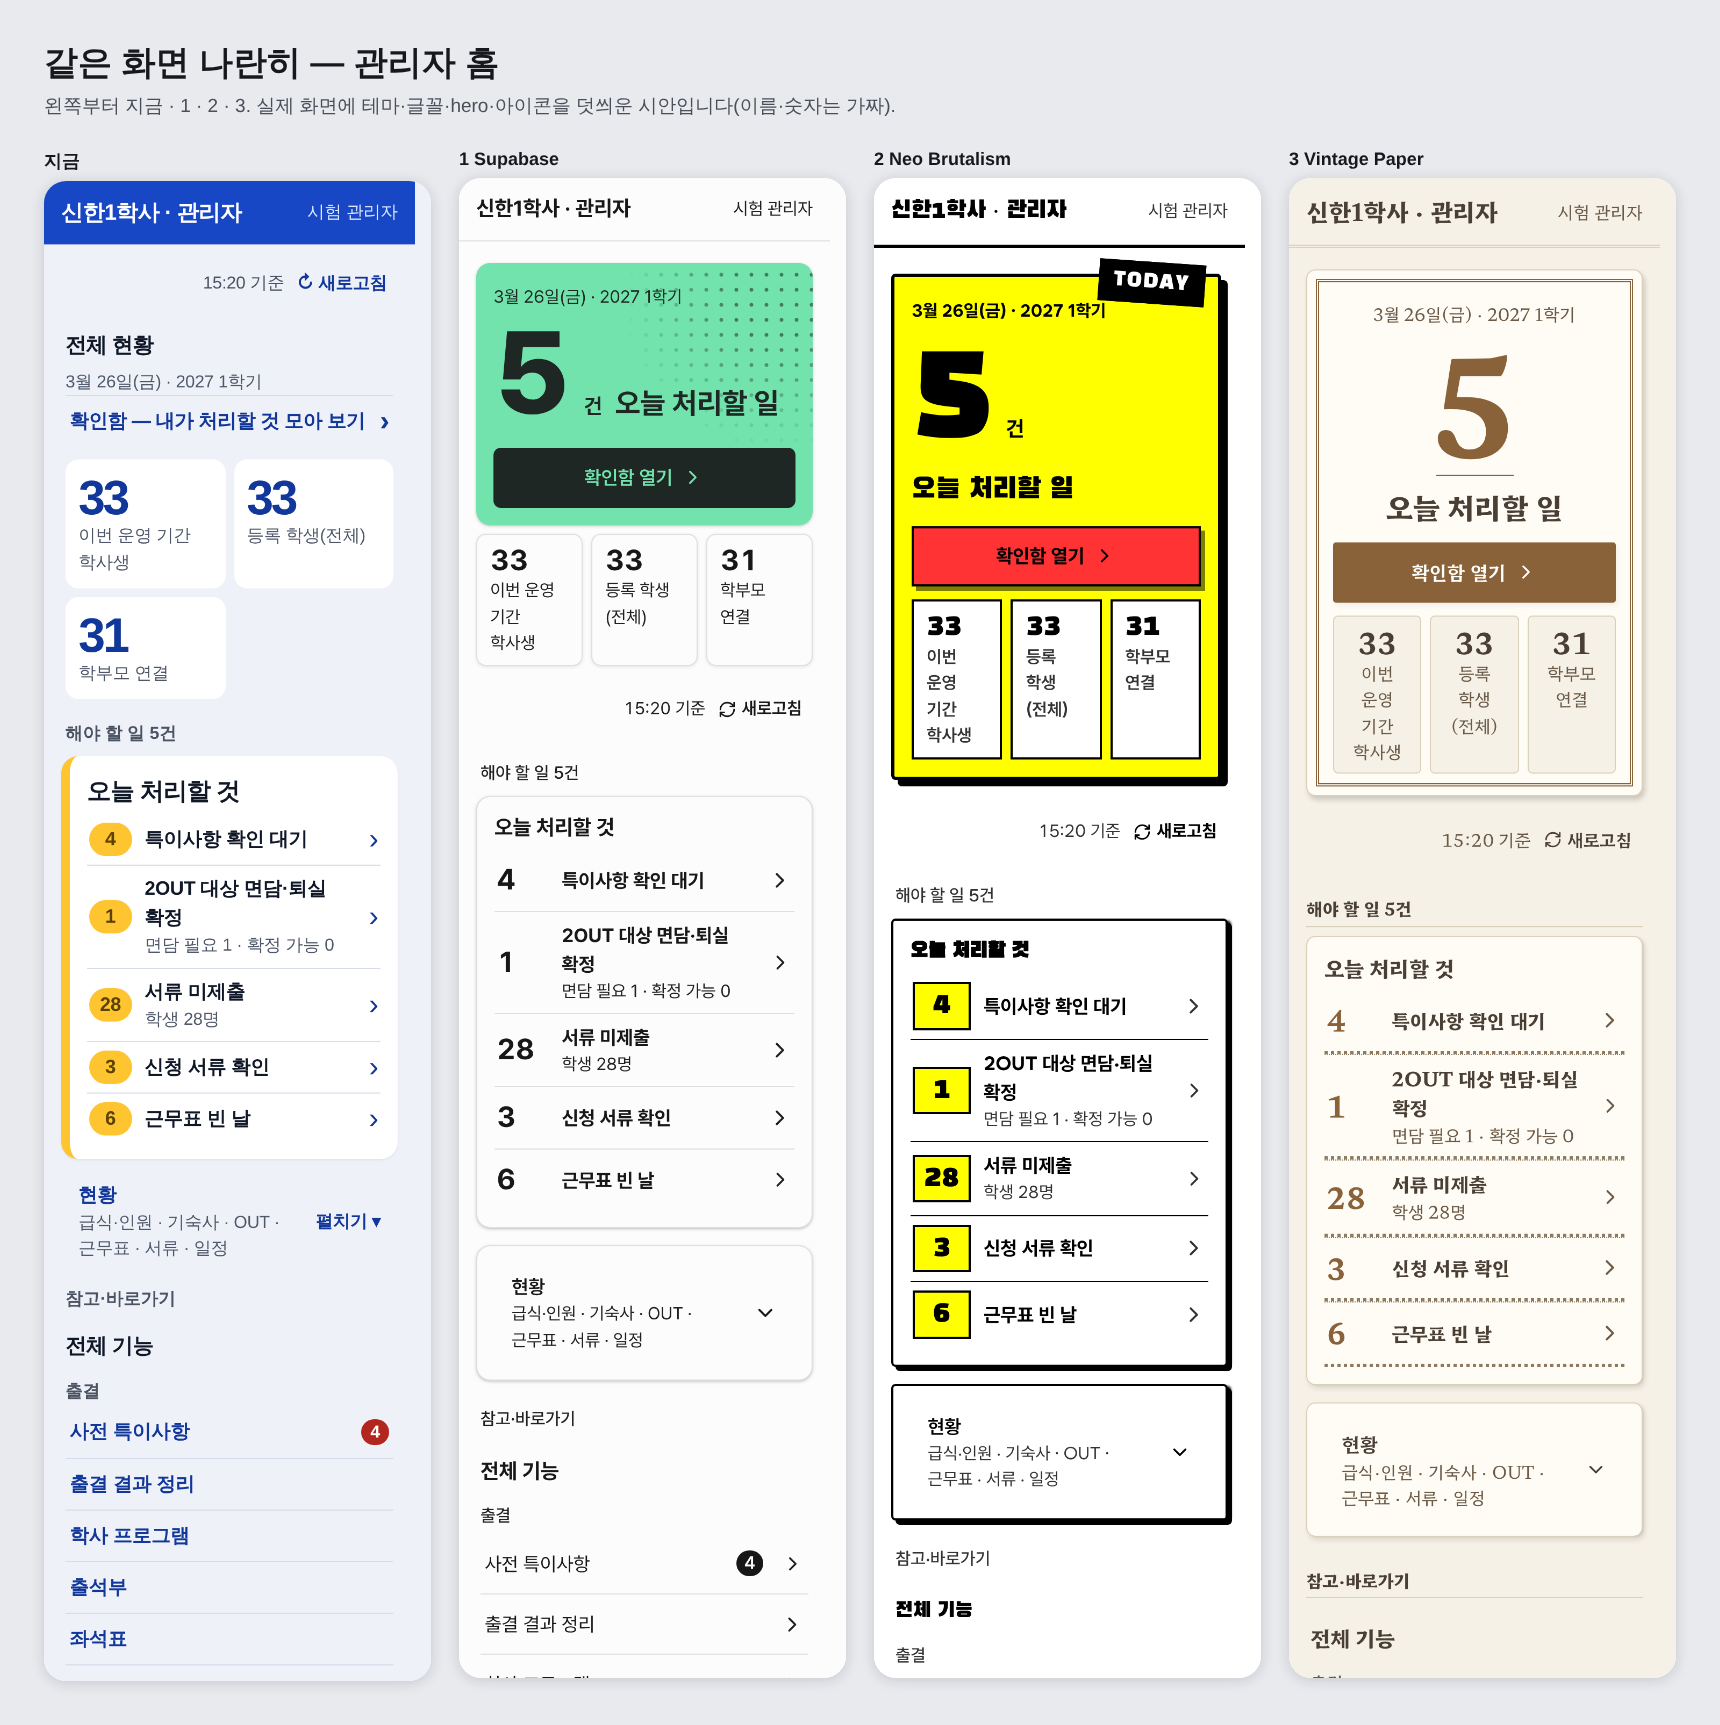 같은 화면 나란히 — 관리자 홈
왼쪽부터 지금 · 1 · 2 · 3. 실제 화면에 테마·글꼴·hero·아이콘을 덧씌운 시안입니다(이름·숫자는 가짜).
지금
신한1학사 · 관리자 시험 관리자
15:20 기준 새로고침
전체 현황
3월 26일(금) · 2027 1학기
확인함 — 내가 처리할 것 모아 보기 ›
33
이번 운영 기간
학사생
33
등록 학생(전체)
31
학부모 연결
해야 할 일 5건
오늘 처리할 것
4 특이사항 확인 대기 ›
1 2OUT 대상 면담·퇴실
확정 ›
면담 필요 1 · 확정 가능 0
28 서류 미제출 ›
학생 28명
3 신청 서류 확인 ›
6 근무표 빈 날 ›
현황
급식·인원 · 기숙사 · OUT ·
근무표 · 서류 · 일정
펼치기 ▾
참고·바로가기
전체 기능
출결
사전 특이사항 4
출결 결과 정리
학사 프로그램
출석부
좌석표
1 Supabase
신한1학사 · 관리자 시험 관리자
3월 26일(금) · 2027 1학기
5 건 오늘 처리할 일
확인함 열기
33
이번 운영
기간
학사생
33
등록 학생
(전체)
31
학부모
연결
15:20 기준 새로고침
해야 할 일 5건
오늘 처리할 것
4 특이사항 확인 대기
1 2OUT 대상 면담·퇴실
확정
면담 필요 1 · 확정 가능 0
28 서류 미제출
학생 28명
3 신청 서류 확인
6 근무표 빈 날
현황
급식·인원 · 기숙사 · OUT ·
근무표 · 서류 · 일정
참고·바로가기
전체 기능
출결
사전 특이사항 4
출결 결과 정리
2 Neo Brutalism
신한1학사 · 관리자 시험 관리자
TODAY
3월 26일(금) · 2027 1학기
5 건
오늘 처리할 일
확인함 열기
33
이번
운영
기간
학사생
33
등록
학생
(전체)
31
학부모
연결
15:20 기준 새로고침
해야 할 일 5건
오늘 처리할 것
4 특이사항 확인 대기
1 2OUT 대상 면담·퇴실
확정
면담 필요 1 · 확정 가능 0
28 서류 미제출
학생 28명
3 신청 서류 확인
6 근무표 빈 날
현황
급식·인원 · 기숙사 · OUT ·
근무표 · 서류 · 일정
참고·바로가기
전체 기능
출결
3 Vintage Paper
신한1학사 · 관리자 시험 관리자
3월 26일(금) · 2027 1학기
5
오늘 처리할 일
확인함 열기
33
이번
운영
기간
학사생
33
등록
학생
(전체)
31
학부모
연결
15:20 기준 새로고침
해야 할 일 5건
오늘 처리할 것
4 특이사항 확인 대기
1 2OUT 대상 면담·퇴실
확정
면담 필요 1 · 확정 가능 0
28 서류 미제출
학생 28명
3 신청 서류 확인
6 근무표 빈 날
현황
급식·인원 · 기숙사 · OUT ·
근무표 · 서류 · 일정
참고·바로가기
전체 기능